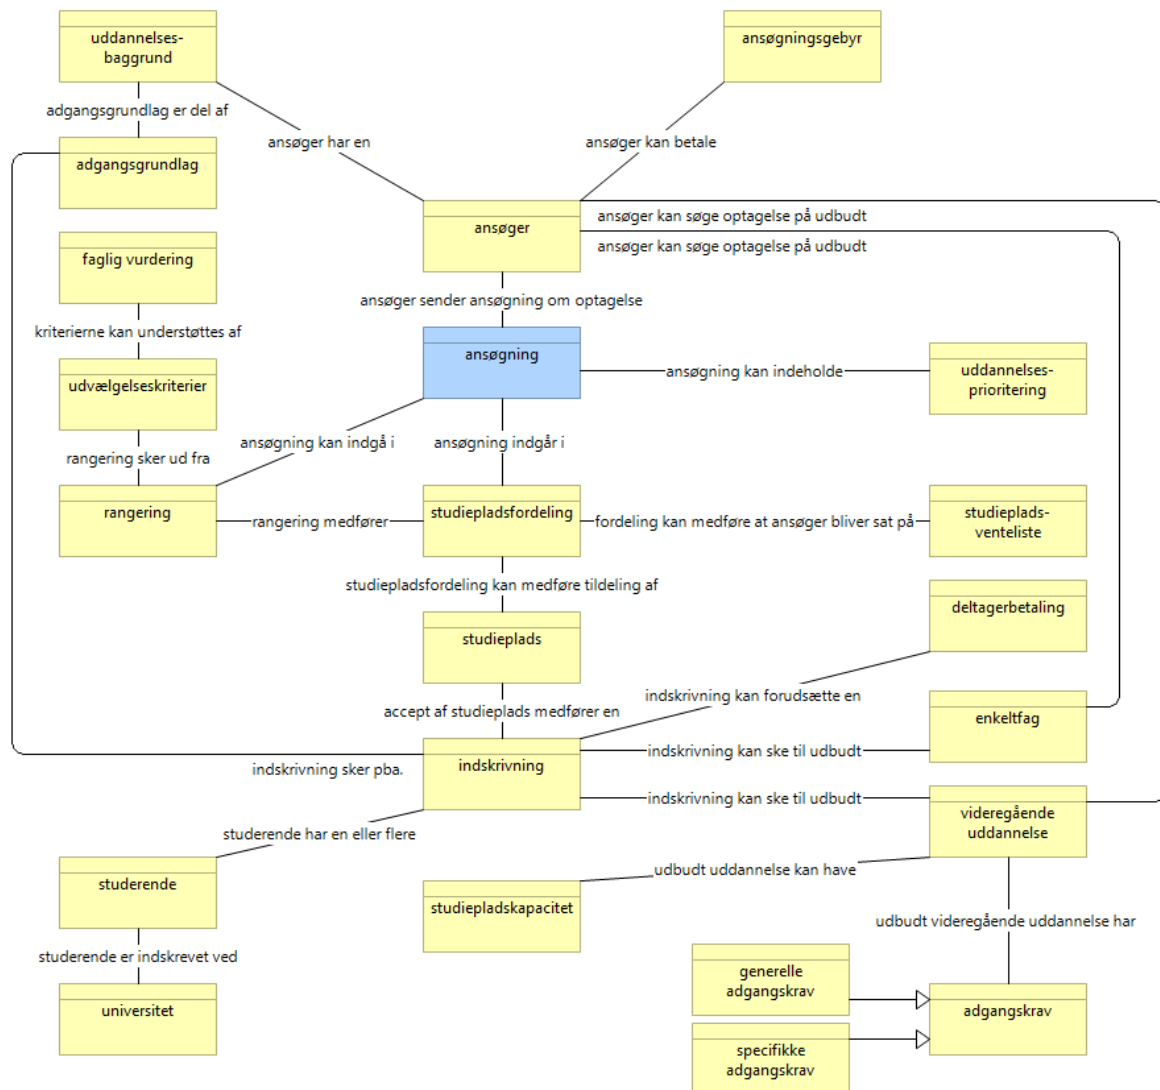 uddannelses-
baggrund
ansøgningsgebyr
adgangsgrundlag er del af
ansøger har en
ansøger kan betale
adgangsgrundlag
ansøger kan søge optagelse på udbudt
ansøger
ansøger kan søge optagelse på udbudt
faglig vurdering
ansøger sender ansøgning om optagelse
kriterierne kan understøttes af
ansøgning
ansøgning kan indeholde
uddannelses-
prioritering
udvælgelseskriterier
ansøgning kan indgå i
ansøgning indgår i
rangering sker ud fra
rangering
rangering medfører
studiepladsfordeling
fordeling kan medføre at ansøger bliver sat på
studieplads-
venteliste
studiepladsfordeling kan medføre tildeling af
deltagerbetaling
studieplads
indskrivning kan forudsætte en
accept af studieplads medfører en
enkeltfag
indskrivning kan ske til udbudt
indskrivning
indskrivning sker pba.
indskrivning kan ske til udbudt
videregående
uddannelse
studerende har en eller flere
udbudt uddannelse kan have
studerende
studiepladskapacitet
udbudt videregående uddannelse har
studerende er indskrevet ved
generelle
adgangskrav
universitet
adgangskrav
specifikke
adgangskrav